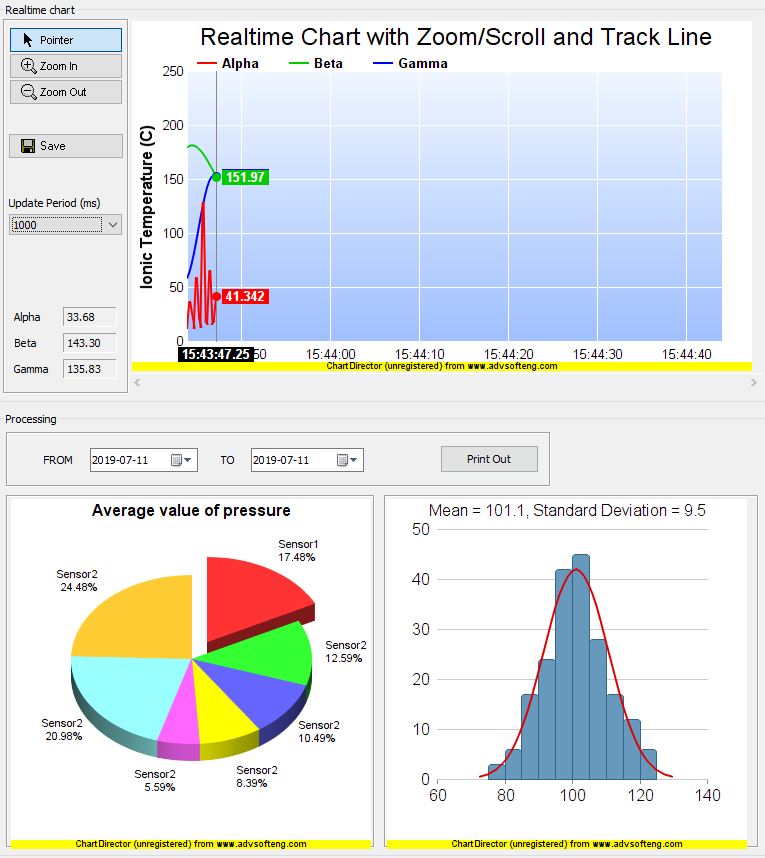 Realtime chart
Pointer
Zoom In
Zoom Out
Save
Update Period (ms)
1000
Alpha 33.68
Beta 143.30
Gamma 135.83
Realtime Chart with Zoom/Scroll and Track Line
Alpha Beta Gamma
Ionic Temperature (C)
250
200
150
100
50
0
151.97
41.342
15:43:47.25 50 15:44:00 15:44:10 15:44:20 15:44:30 15:44:40
ChartDirector (unregistered) from www.advsofteng.com
Processing
FROM 2019-07-11 TO 2019-07-11 Print Out
Average value of pressure
Sensor1
17.48%
Sensor2
24.48%
Sensor2
12.59%
Sensor2
20.98%
Sensor2
10.49%
Sensor2
5.59%
Sensor2
8.39%
ChartDirector (unregistered) from www.advsofteng.com
Mean = 101.1, Standard Deviation = 9.5
50
40
30
20
10
0
60 80 100 120 140
ChartDirector (unregistered) from www.advsofteng.com